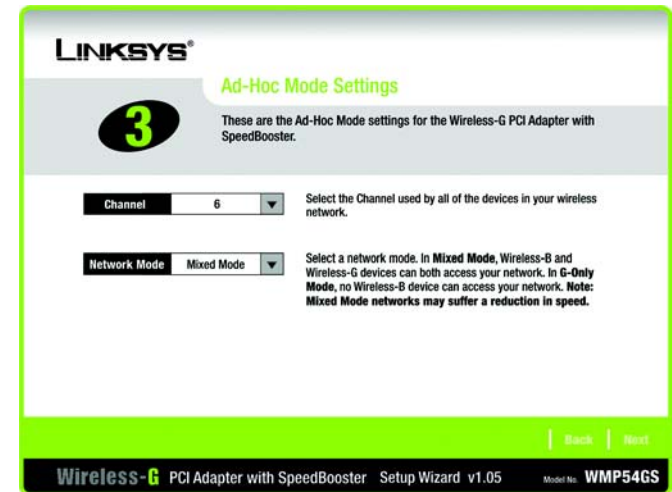 LINKSYS®
Ad-Hoc Mode Settings
3
These are the Ad-Hoc Mode settings for the Wireless-G PCI Adapter with
SpeedBooster.
Channel
6
Select the Channel used by all of the devices in your wireless
network.
Network Mode
Mixed Mode
Select a network mode. In Mixed Mode, Wireless-B and
Wireless-G devices can both access your network. In G-Only
Mode, no Wireless-B device can access your network. Note:
Mixed Mode networks may suffer a reduction in speed.
Back
Next
Wireless-G PCI Adapter with SpeedBooster Setup Wizard v1.05 Model No. WMP54GS